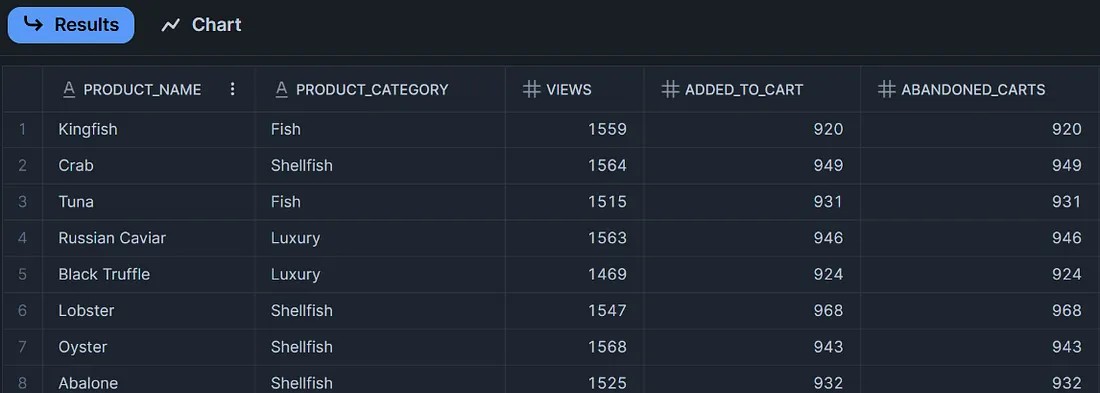 Results Chart
PRODUCT_NAME PRODUCT_CATEGORY VIEWS ADDED_TO_CART ABANDONED_CARTS
1 Kingfish Fish 1559 920 920
2 Crab Shellfish 1564 949 949
3 Tuna Fish 1515 931 931
4 Russian Caviar Luxury 1563 946 946
5 Black Truffle Luxury 1469 924 924
6 Lobster Shellfish 1547 968 968
7 Oyster Shellfish 1568 943 943
8 Abalone Shellfish 1525 932 932